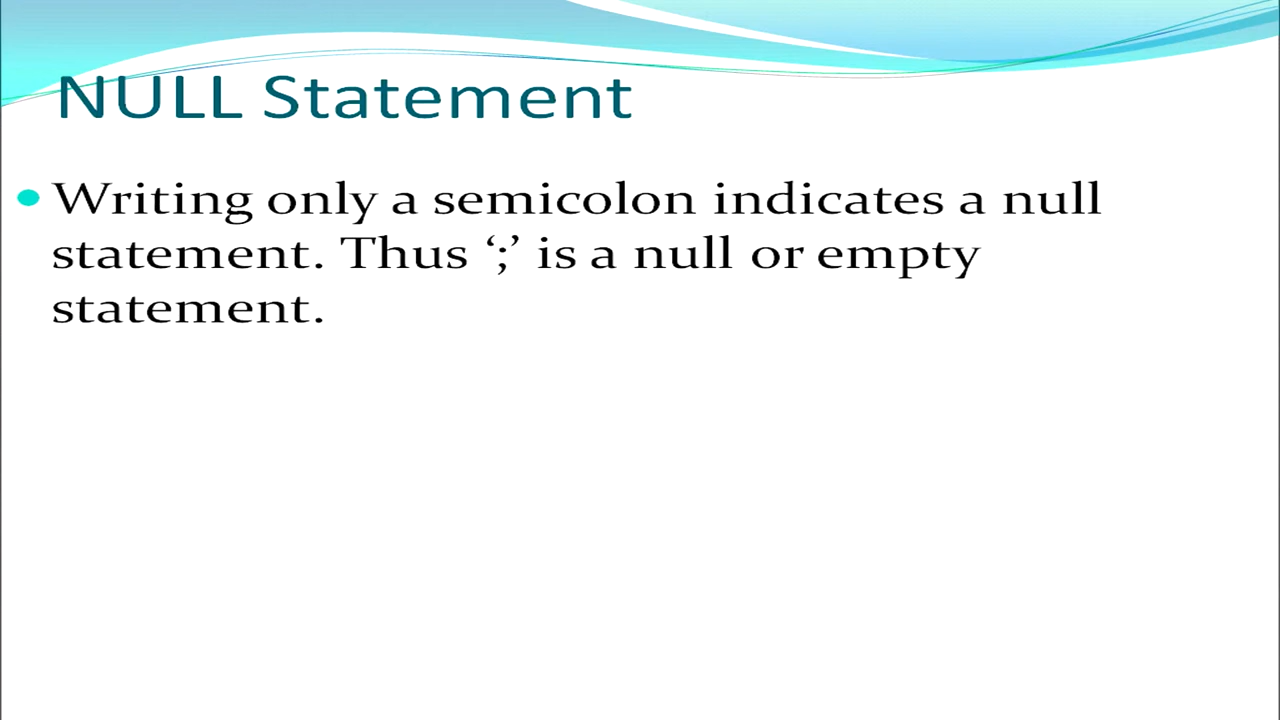 NULL Statement
• Writing only a semicolon indicates a null
statement. Thus ‘;’ is a null or empty
statement.